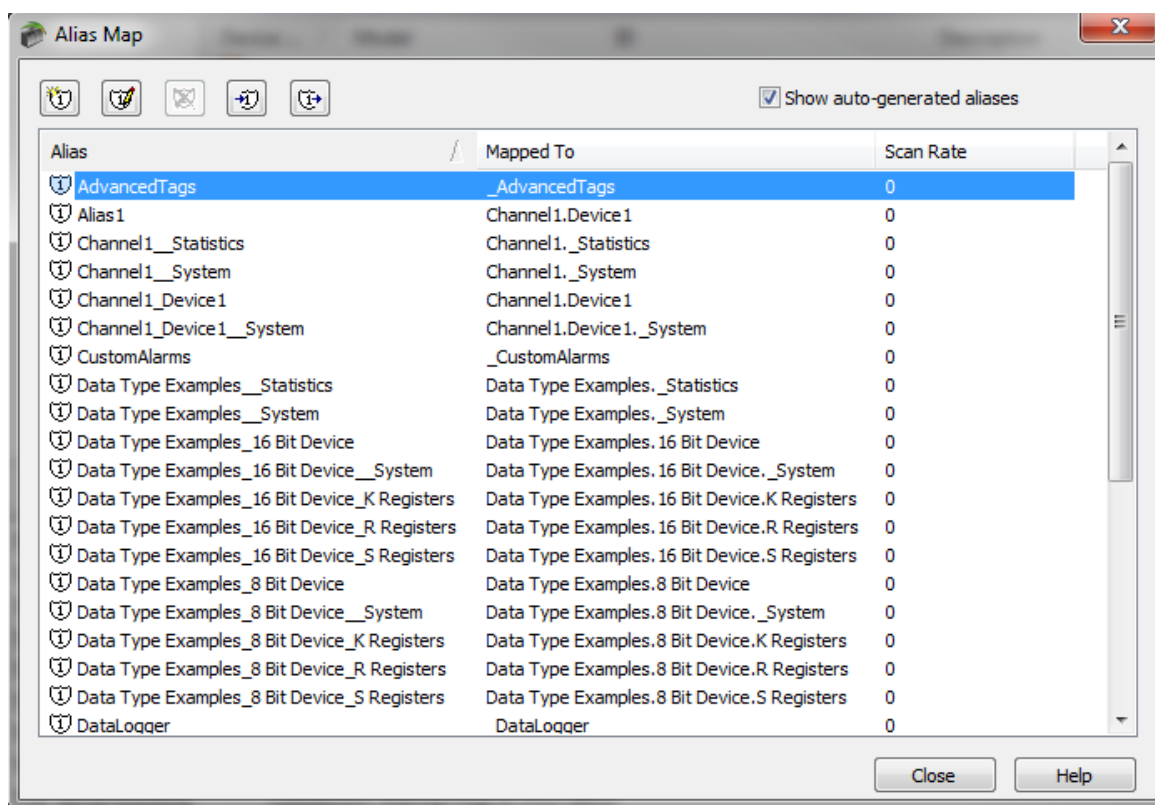 Alias Map
Show auto-generated aliases
Alias Mapped To Scan Rate
AdvancedTags _AdvancedTags 0
Alias1 Channel1.Device1 0
Channel1__Statistics Channel1._Statistics 0
Channel1__System Channel1._System 0
Channel1_Device1 Channel1.Device1 0
Channel1_Device1__System Channel1.Device1._System 0
CustomAlarms _CustomAlarms 0
Data Type Examples__Statistics Data Type Examples._Statistics 0
Data Type Examples__System Data Type Examples._System 0
Data Type Examples_16 Bit Device Data Type Examples.16 Bit Device 0
Data Type Examples_16 Bit Device__System Data Type Examples.16 Bit Device._System 0
Data Type Examples_16 Bit Device_K Registers Data Type Examples.16 Bit Device.K Registers 0
Data Type Examples_16 Bit Device_R Registers Data Type Examples.16 Bit Device.R Registers 0
Data Type Examples_16 Bit Device_S Registers Data Type Examples.16 Bit Device.S Registers 0
Data Type Examples_8 Bit Device Data Type Examples.8 Bit Device 0
Data Type Examples_8 Bit Device__System Data Type Examples.8 Bit Device._System 0
Data Type Examples_8 Bit Device_K Registers Data Type Examples.8 Bit Device.K Registers 0
Data Type Examples_8 Bit Device_R Registers Data Type Examples.8 Bit Device.R Registers 0
Data Type Examples_8 Bit Device_S Registers Data Type Examples.8 Bit Device.S Registers 0
DataLogger _DataLogger 0
Close Help